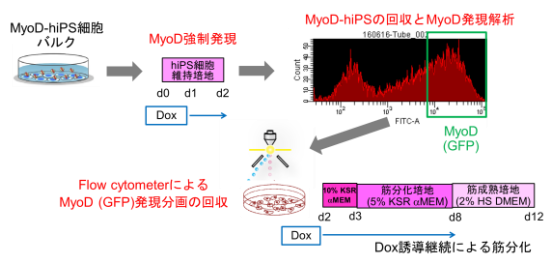 MyoD-hiPS細胞
バルク
MyoD強制発現
hiPS細胞
維持培地
d0 d1 d2
Dox
MyoD-hiPSの回収とMyoD発現解析
160616-Tube_002
Count
10² 10³ 10⁴ 10⁵
FITC-A
MyoD
(GFP)
Flow cytometerによる
MyoD (GFP)発現分画の回収
10% KSR
αMEM
筋分化培地
(5% KSR αMEM)
筋成熟培地
(2% HS DMEM)
d2 d3 d8 d12
Dox
Dox誘導継続による筋分化